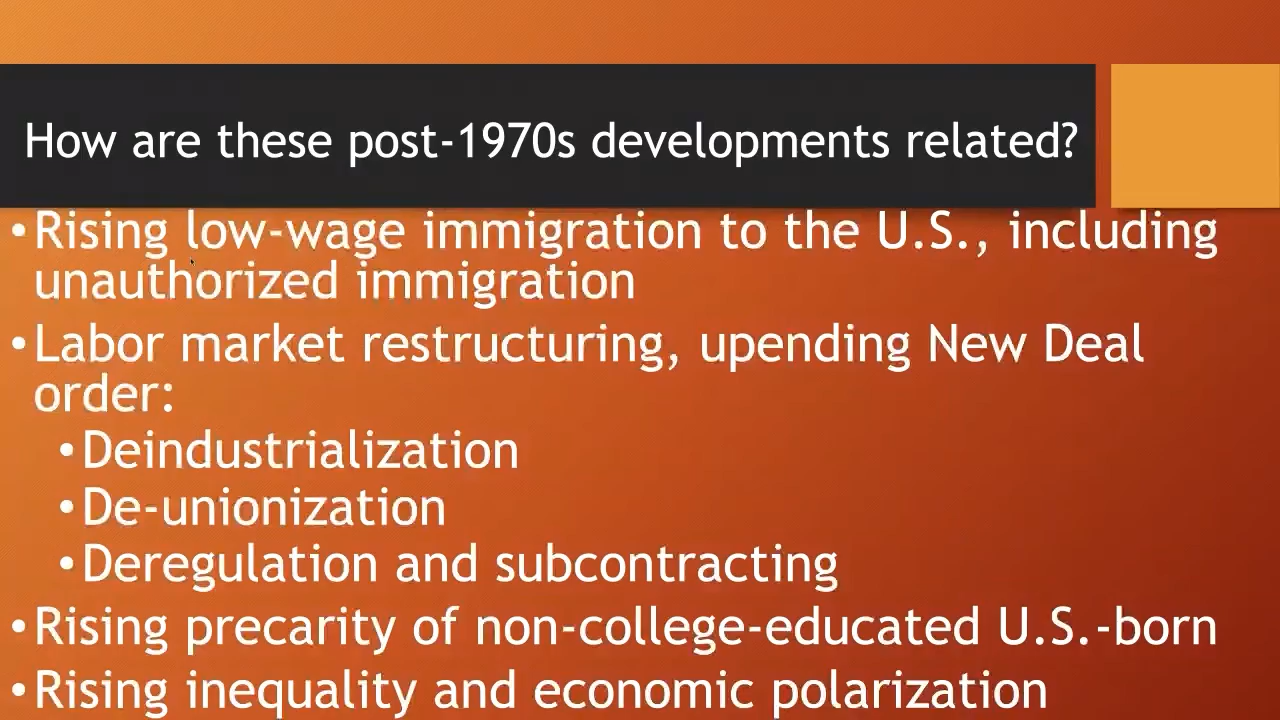 How are these post-1970s developments related?
•Rising low-wage immigration to the U.S., including
unauthorized immigration
•Labor market restructuring, upending New Deal
order:
•Deindustrialization
•De-unionization
•Deregulation and subcontracting
•Rising precarity of non-college-educated U.S.-born
•Rising inequality and economic polarization